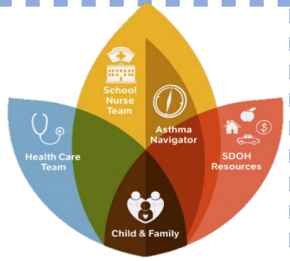 School
Nurse
Team
Asthma
Navigator
Health Care
Team
SDOH
Resources
Child & Family